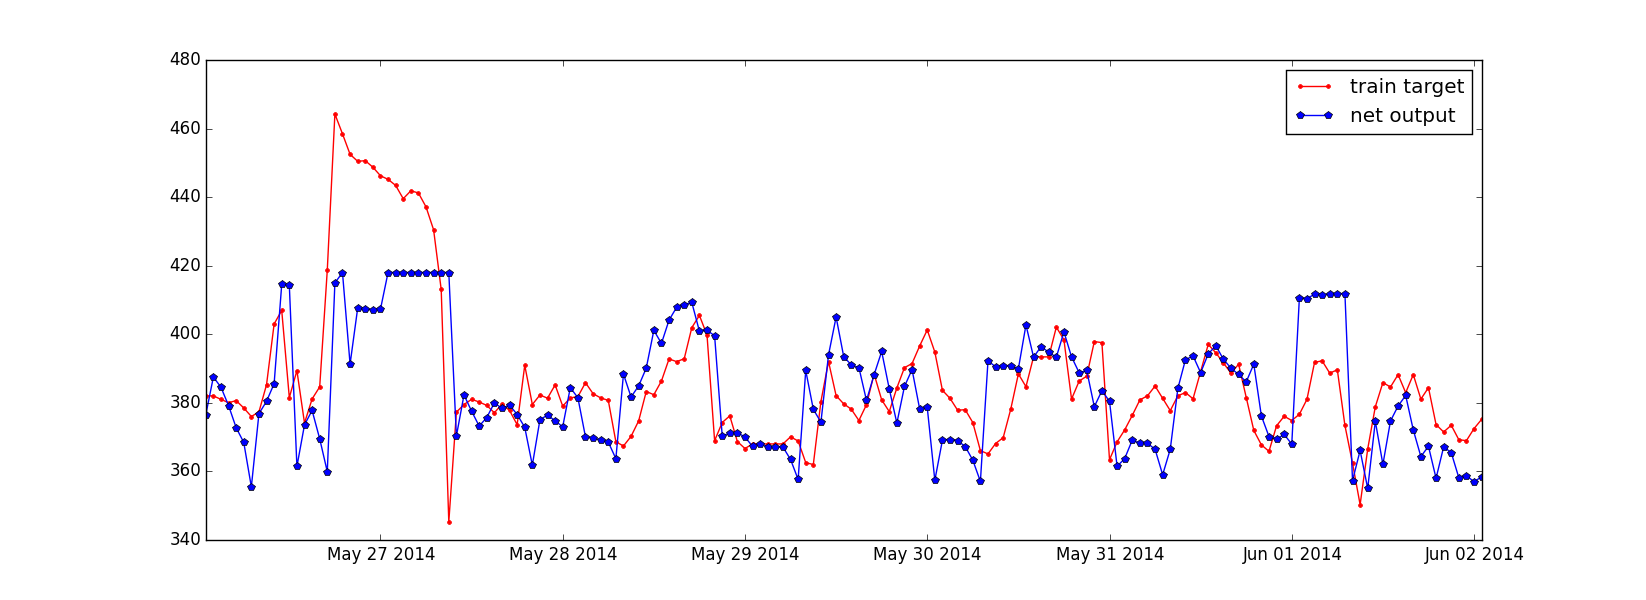 480
460
440
420
400
380
360
340
May 27 2014
May 28 2014
May 29 2014
May 30 2014
May 31 2014
Jun 01 2014
Jun 02 2014
train target
net output